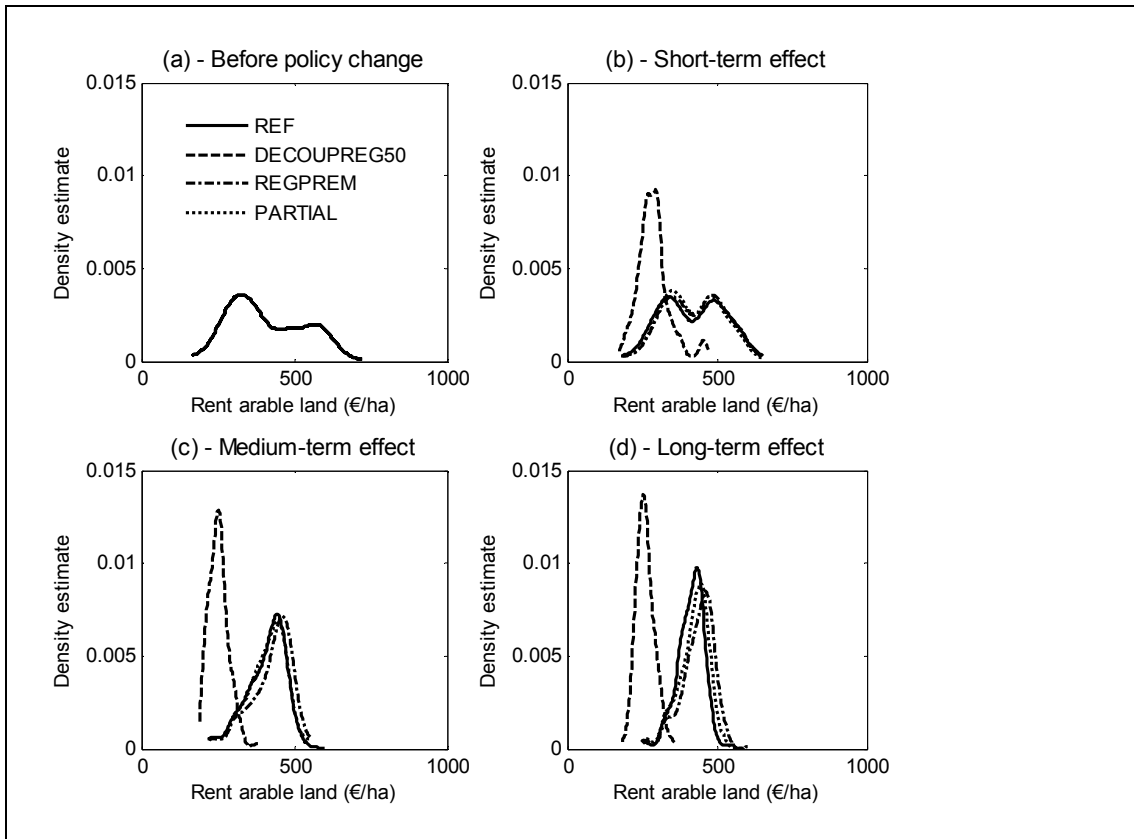 (a) - Before policy change
0.015
0.01
0.005
0
Density estimate
REF
DECOUPREG50
REGPREM
PARTIAL
0 500 1000
Rent arable land (€/ha)
(b) - Short-term effect
0.015
0.01
0.005
0
Density estimate
0 500 1000
Rent arable land (€/ha)
(c) - Medium-term effect
0.015
0.01
0.005
0
Density estimate
0 500 1000
Rent arable land (€/ha)
(d) - Long-term effect
0.015
0.01
0.005
0
Density estimate
0 500 1000
Rent arable land (€/ha)